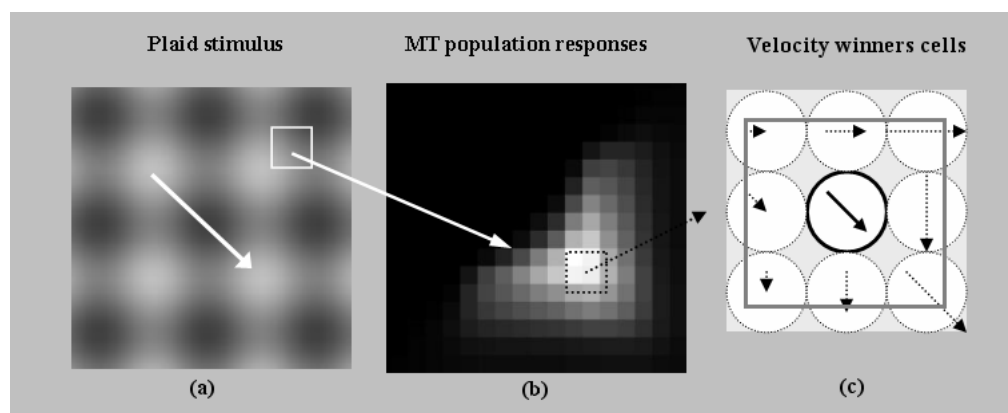 Plaid stimulus
MT population responses
Velocity winners cells
(a)
(b)
(c)